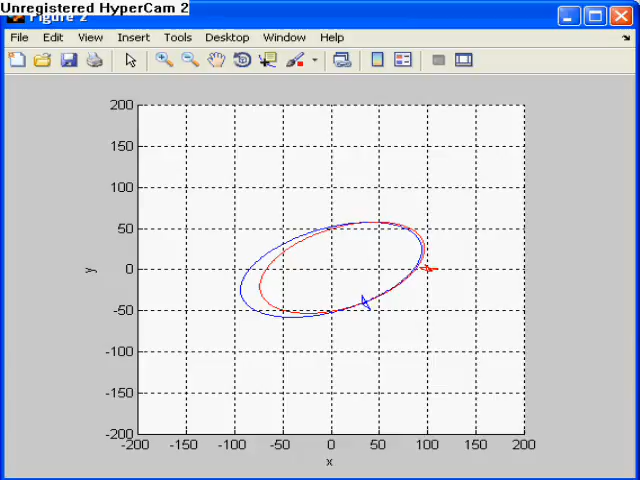 Unregistered HyperCam 2
Figure 2
File Edit View Insert Tools Desktop Window Help
200
150
100
50
0
-50
-100
-150
-200
y
-200 -150 -100 -50 0 50 100 150 200
x